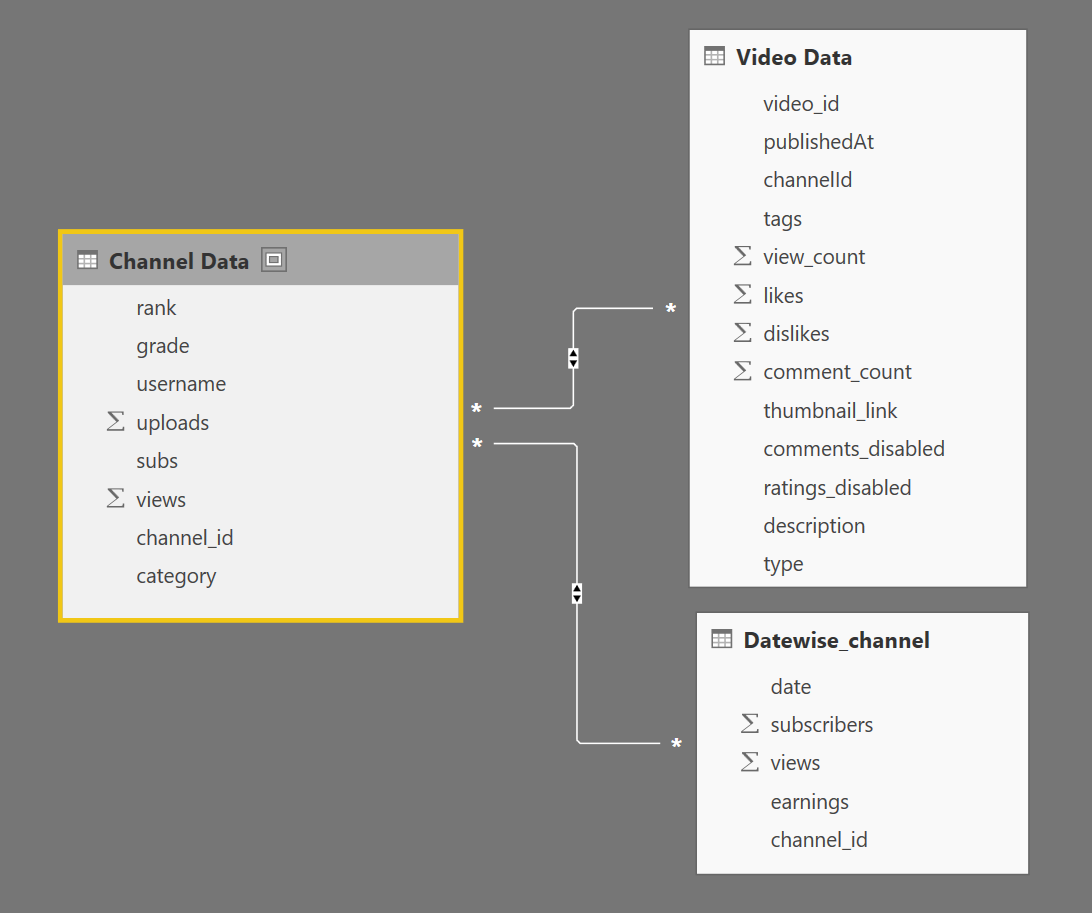 Channel Data
rank
grade
username
Σ uploads
subs
Σ views
channel_id
category
*
*
*
*
Video Data
video_id
publishedAt
channelId
tags
Σ view_count
Σ likes
Σ dislikes
Σ comment_count
thumbnail_link
comments_disabled
ratings_disabled
description
type
Datewise_channel
date
Σ subscribers
Σ views
earnings
channel_id